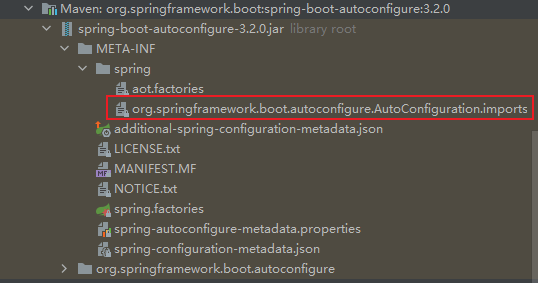 Maven: org.springframework.boot:spring-boot-autoconfigure:3.2.0
spring-boot-autoconfigure-3.2.0.jar library root
META-INF
spring
aot.factories
org.springframework.boot.autoconfigure.AutoConfiguration.imports
additional-spring-configuration-metadata.json
LICENSE.txt
MF MANIFEST.MF
NOTICE.txt
spring.factories
spring-autoconfigure-metadata.properties
spring-configuration-metadata.json
org.springframework.boot.autoconfigure